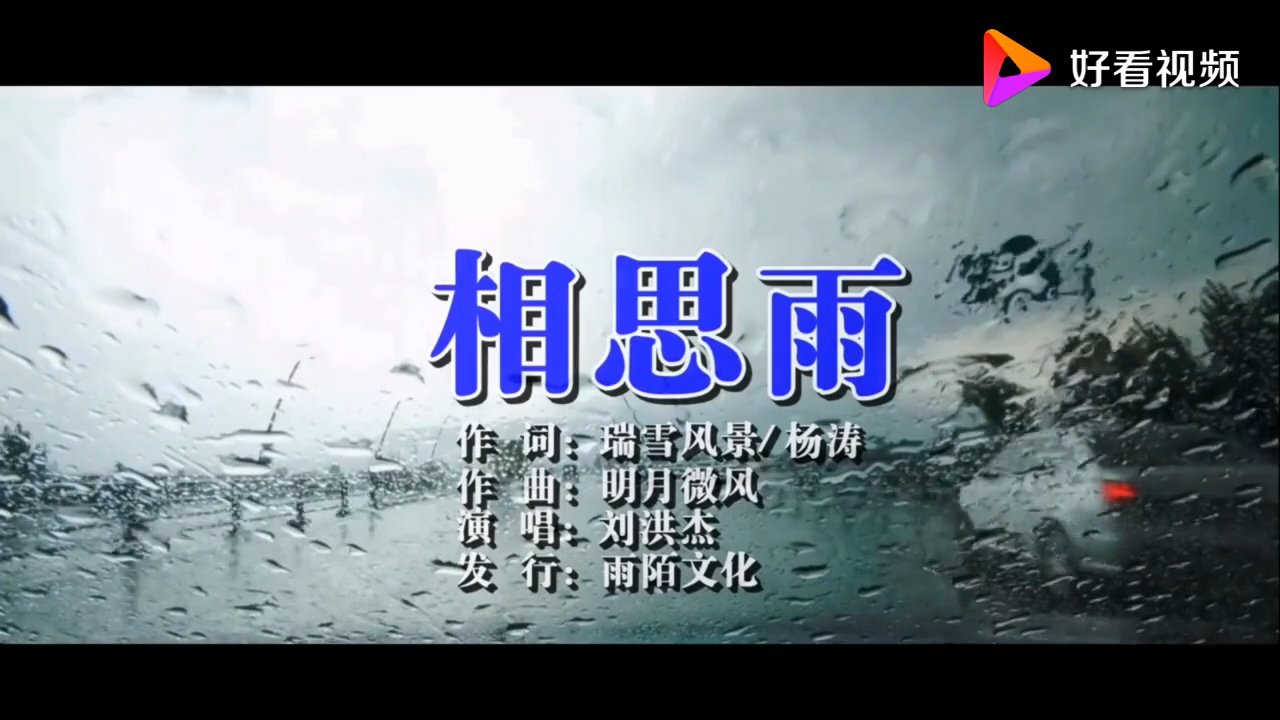 好看视频
相思雨
作 词：瑞雪风景/杨涛
作 曲：明月微风
演 唱：刘洪杰
发 行：雨陌文化